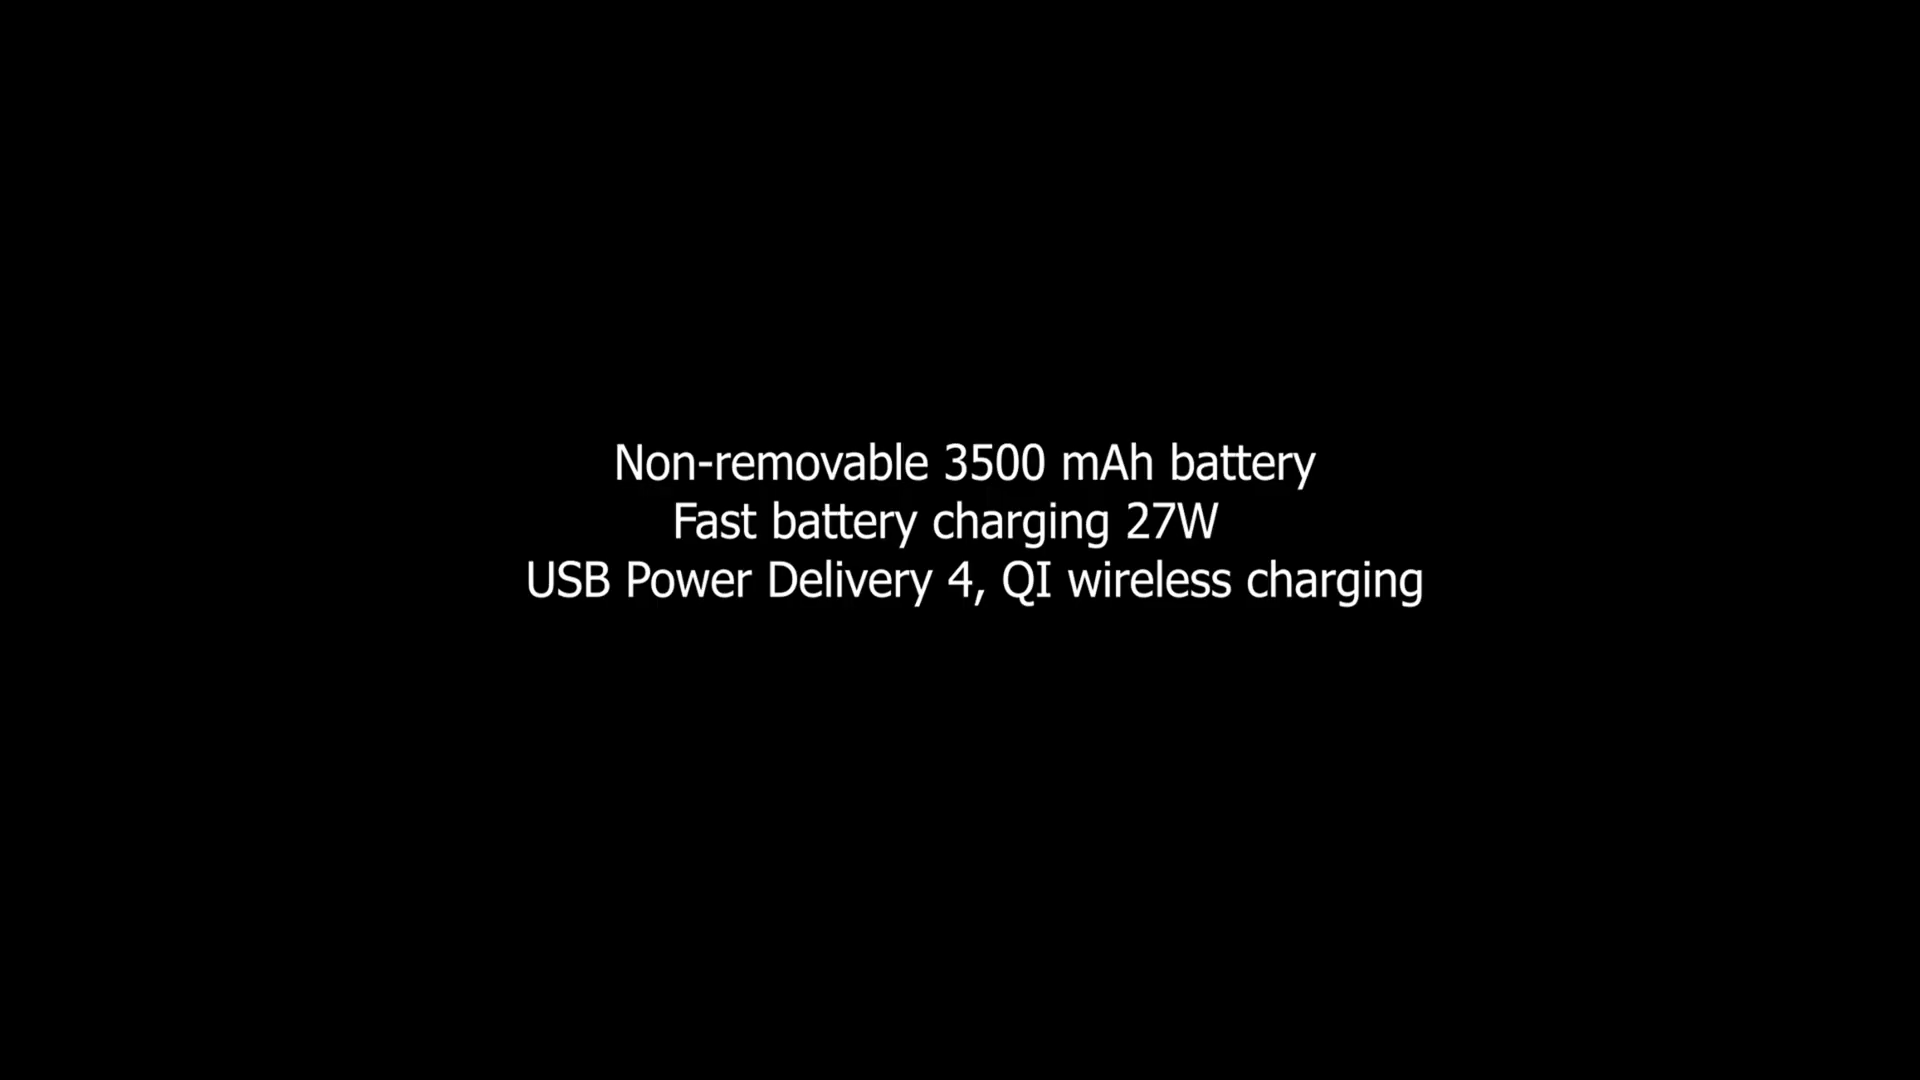 Non-removable 3500 mAh battery
Fast battery charging 27W
USB Power Delivery 4, QI wireless charging